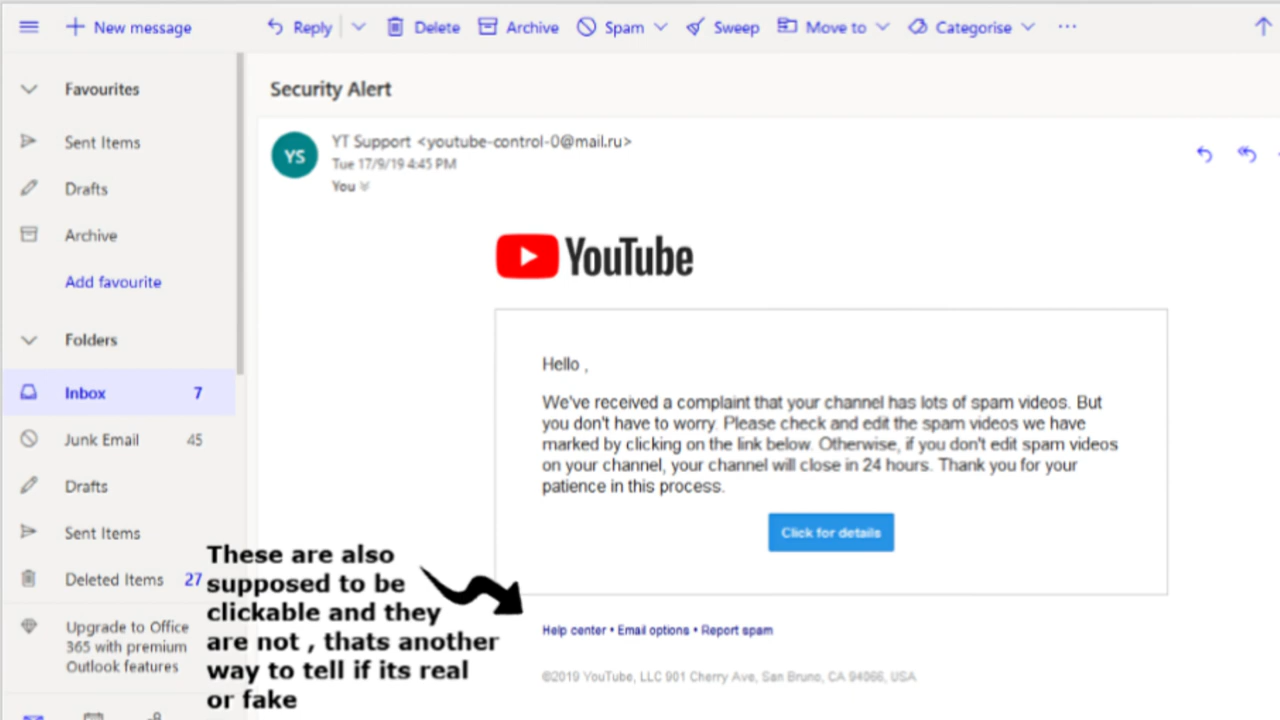 New message
Reply
Delete
Archive
Spam
Sweep
Move to
Categorise
Favourites
Sent Items
Drafts
Archive
Add favourite
Folders
Inbox 7
Junk Email 45
Drafts
Sent Items
Deleted Items 27
Upgrade to Office
365 with premium
Outlook features
Security Alert
YS
YT Support <youtube-control-0@mail.ru>
Tue 17/9/19 4:45 PM
You
YouTube
Hello ,
We've received a complaint that your channel has lots of spam videos. But
you don't have to worry. Please check and edit the spam videos we have
marked by clicking on the link below. Otherwise, if you don't edit spam videos
on your channel, your channel will close in 24 hours. Thank you for your
patience in this process.
Click for details
These are also
supposed to be
clickable and they
are not , thats another
way to tell if its real
or fake
Help center • Email options • Report spam
©2019 YouTube, LLC 901 Cherry Ave, San Bruno, CA 94066, USA